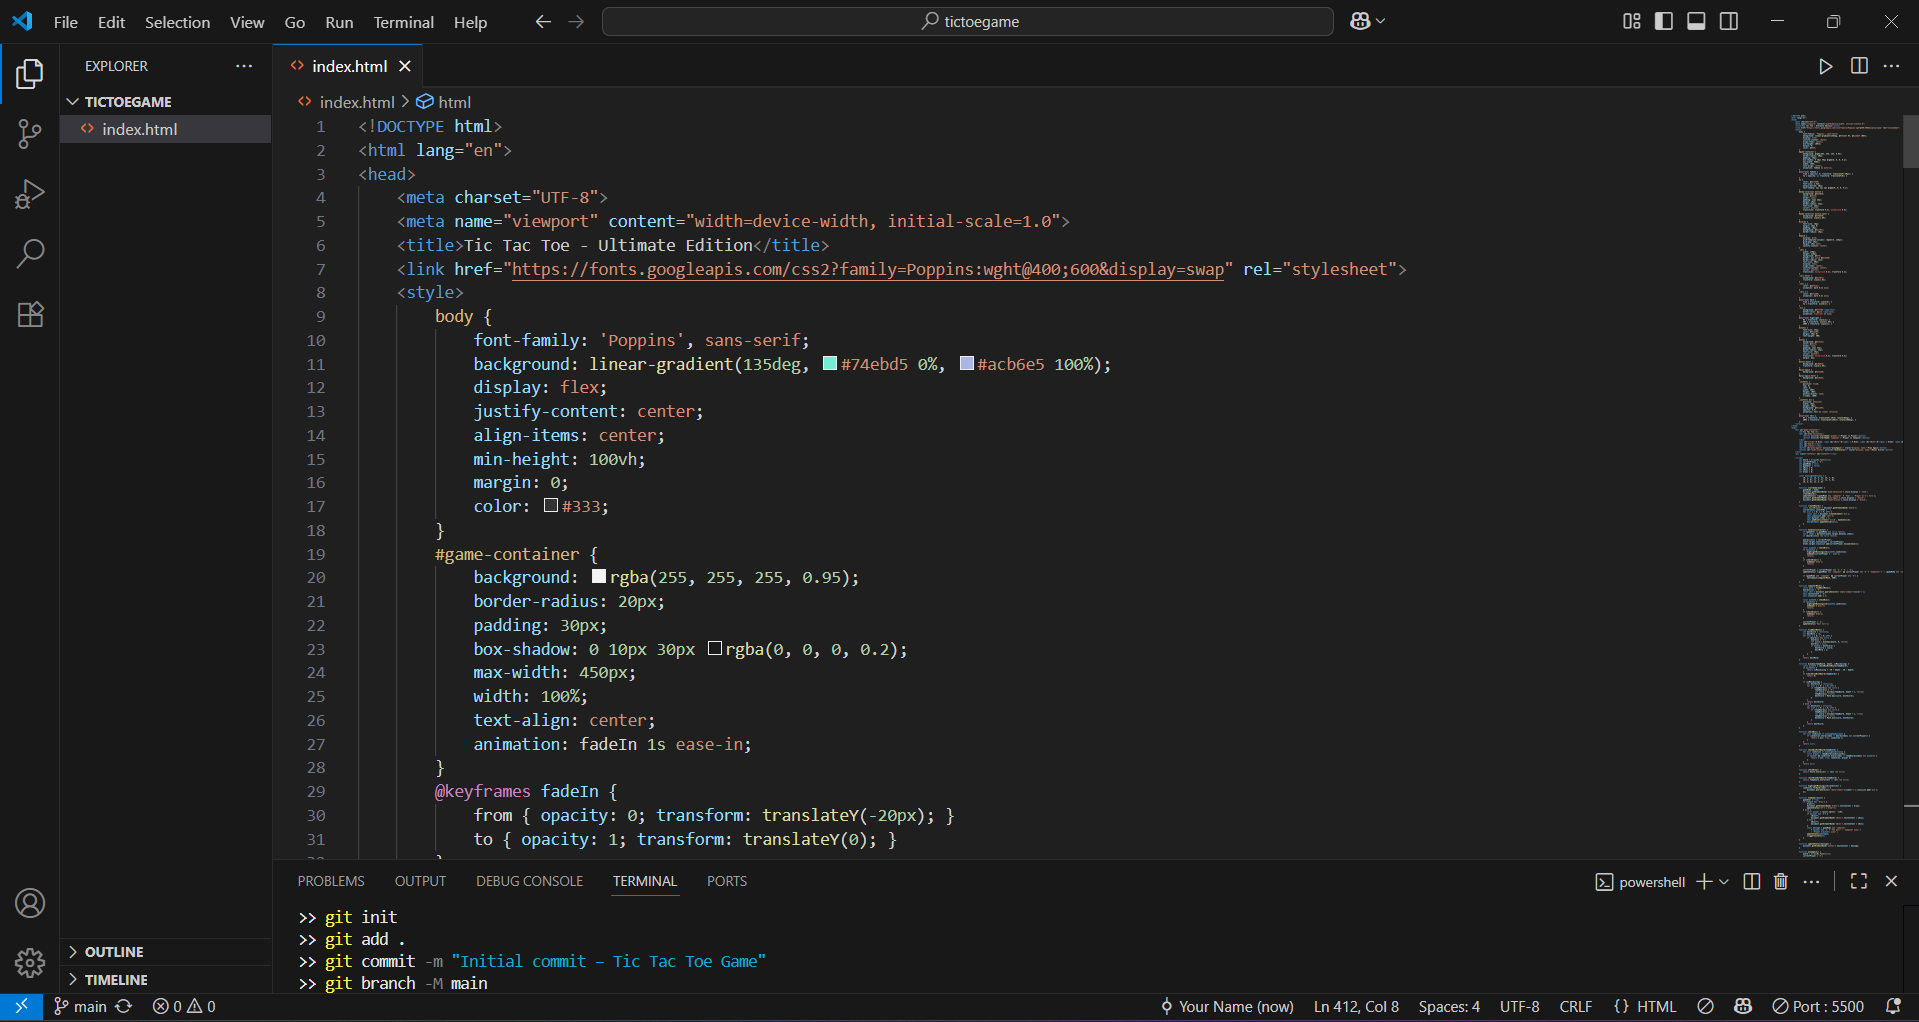 File Edit Selection View Go Run Terminal Help
tictoegame
EXPLORER
TICTOEGAME
index.html
OUTLINE
TIMELINE
index.html
index.html > html
1 <!DOCTYPE html>
2 <html lang="en">
3 <head>
4 <meta charset="UTF-8">
5 <meta name="viewport" content="width=device-width, initial-scale=1.0">
6 <title>Tic Tac Toe - Ultimate Edition</title>
7 <link href="https://fonts.googleapis.com/css2?family=Poppins:wght@400;600&display=swap" rel="stylesheet">
8 <style>
9 body {
10 font-family: 'Poppins', sans-serif;
11 background: linear-gradient(135deg, #74ebd5 0%, #acb6e5 100%);
12 display: flex;
13 justify-content: center;
14 align-items: center;
15 min-height: 100vh;
16 margin: 0;
17 color: #333;
18 }
19 #game-container {
20 background: rgba(255, 255, 255, 0.95);
21 border-radius: 20px;
22 padding: 30px;
23 box-shadow: 0 10px 30px rgba(0, 0, 0, 0.2);
24 max-width: 450px;
25 width: 100%;
26 text-align: center;
27 animation: fadeIn 1s ease-in;
28 }
29 @keyframes fadeIn {
30 from { opacity: 0; transform: translateY(-20px); }
31 to { opacity: 1; transform: translateY(0); }
PROBLEMS OUTPUT DEBUG CONSOLE TERMINAL PORTS
powershell
>> git init
>> git add .
>> git commit -m "Initial commit – Tic Tac Toe Game"
>> git branch -M main
main 0 0
Your Name (now) Ln 412, Col 8 Spaces: 4 UTF-8 CRLF {} HTML Port : 5500